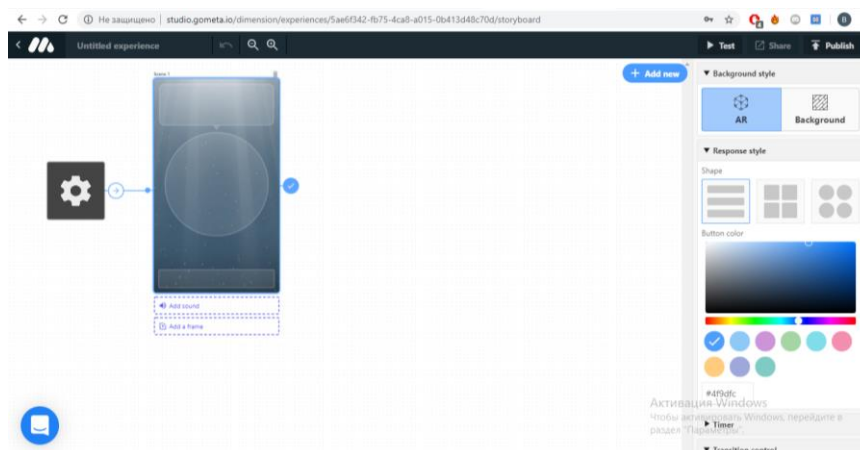 Не защищено | studio.gometa.io/dimension/experiences/5ae6f342-fb75-4ca8-a015-0b413d48c70d/storyboard
B
Untitled experience
Test
Share
Publish
Scene 1
+ Add new
Add sound
Add a frame
Background style
AR
Background
Response style
Shape
Button color
#4f9dfc
Активация Windows
Чтобы активировать Windows, перейдите в
раздел "Параметры".
Timer
Transition control